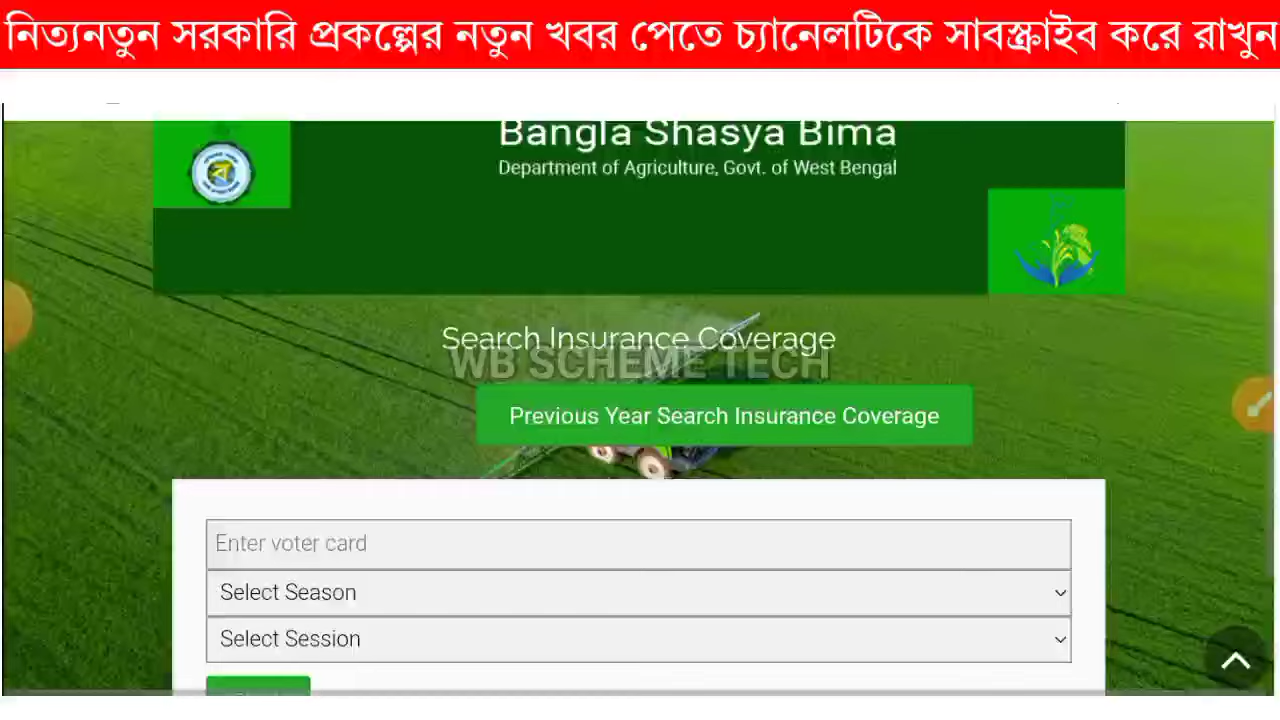 নিত্যনতুন সরকারি প্রকল্পের নতুন খবর পেতে চ্যানেলটিকে সাবস্ক্রাইব করে রাখুন
Bangla Shasya Bima
Department of Agriculture, Govt. of West Bengal
Search Insurance Coverage
WB SCHEME TECH
Previous Year Search Insurance Coverage
Enter voter card
Select Season
Select Session